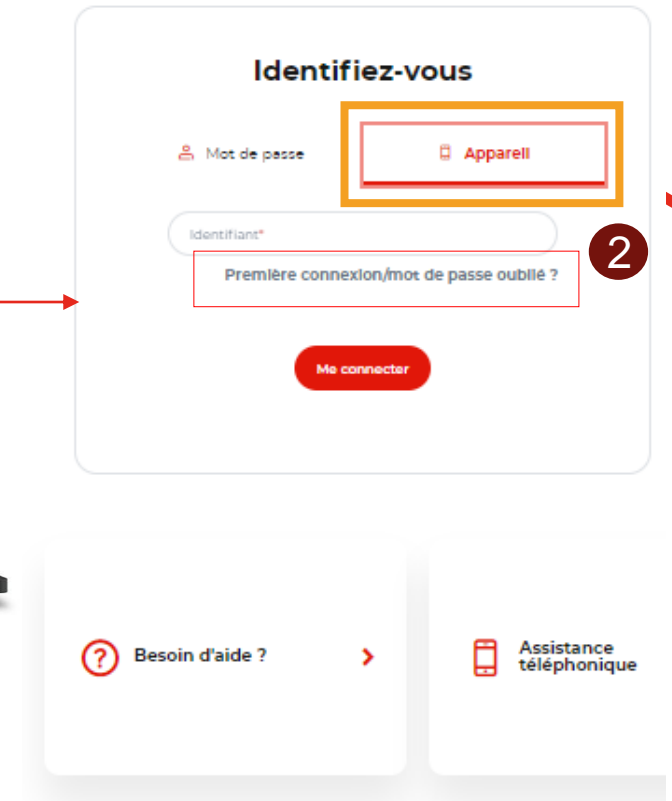 Identifiez-vous
Mot de passe
Appareil
Identifiant*
2
Première connexion/mot de passe oublié ?
Me connecter
? Besoin d'aide ?
Assistance
téléphonique